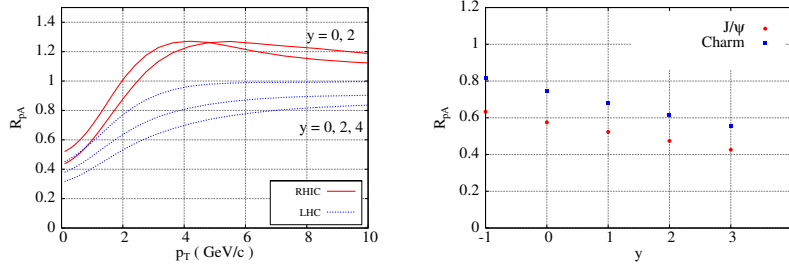 1.4
1.2
1
0.8
0.6
0.4
0.2
0
R_pA
y = 0, 2
y = 0, 2, 4
RHIC
LHC
0 2 4 6 8 10
p_T ( GeV/c )
1.4
1.2
1
0.8
0.6
0.4
0.2
0
R_pA
J/ψ
Charm
-1 0 1 2 3
y